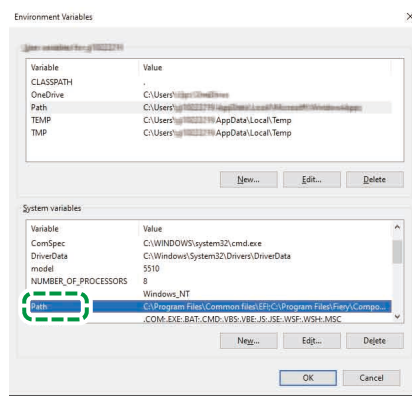 Environment Variables
Variable Value
CLASSPATH .
OneDrive C:\Users\
Path C:\Users\
TEMP C:\Users\ AppData\Local\Temp
TMP C:\Users\ AppData\Local\Temp
New... Edit... Delete
System variables
Variable Value
ComSpec C:\WINDOWS\system32\cmd.exe
DriverData C:\Windows\System32\Drivers\DriverData
model 5510
NUMBER_OF_PROCESSORS 8
Windows_NT
Path C:\Program Files\Common files\EFI;C:\Program Files\Fiery\Compo...
.COM;.EXE;.BAT;.CMD;.VBS;.VBE;.JS;.JSE;.WSF;.WSH;.MSC
New... Edit... Delete
OK Cancel